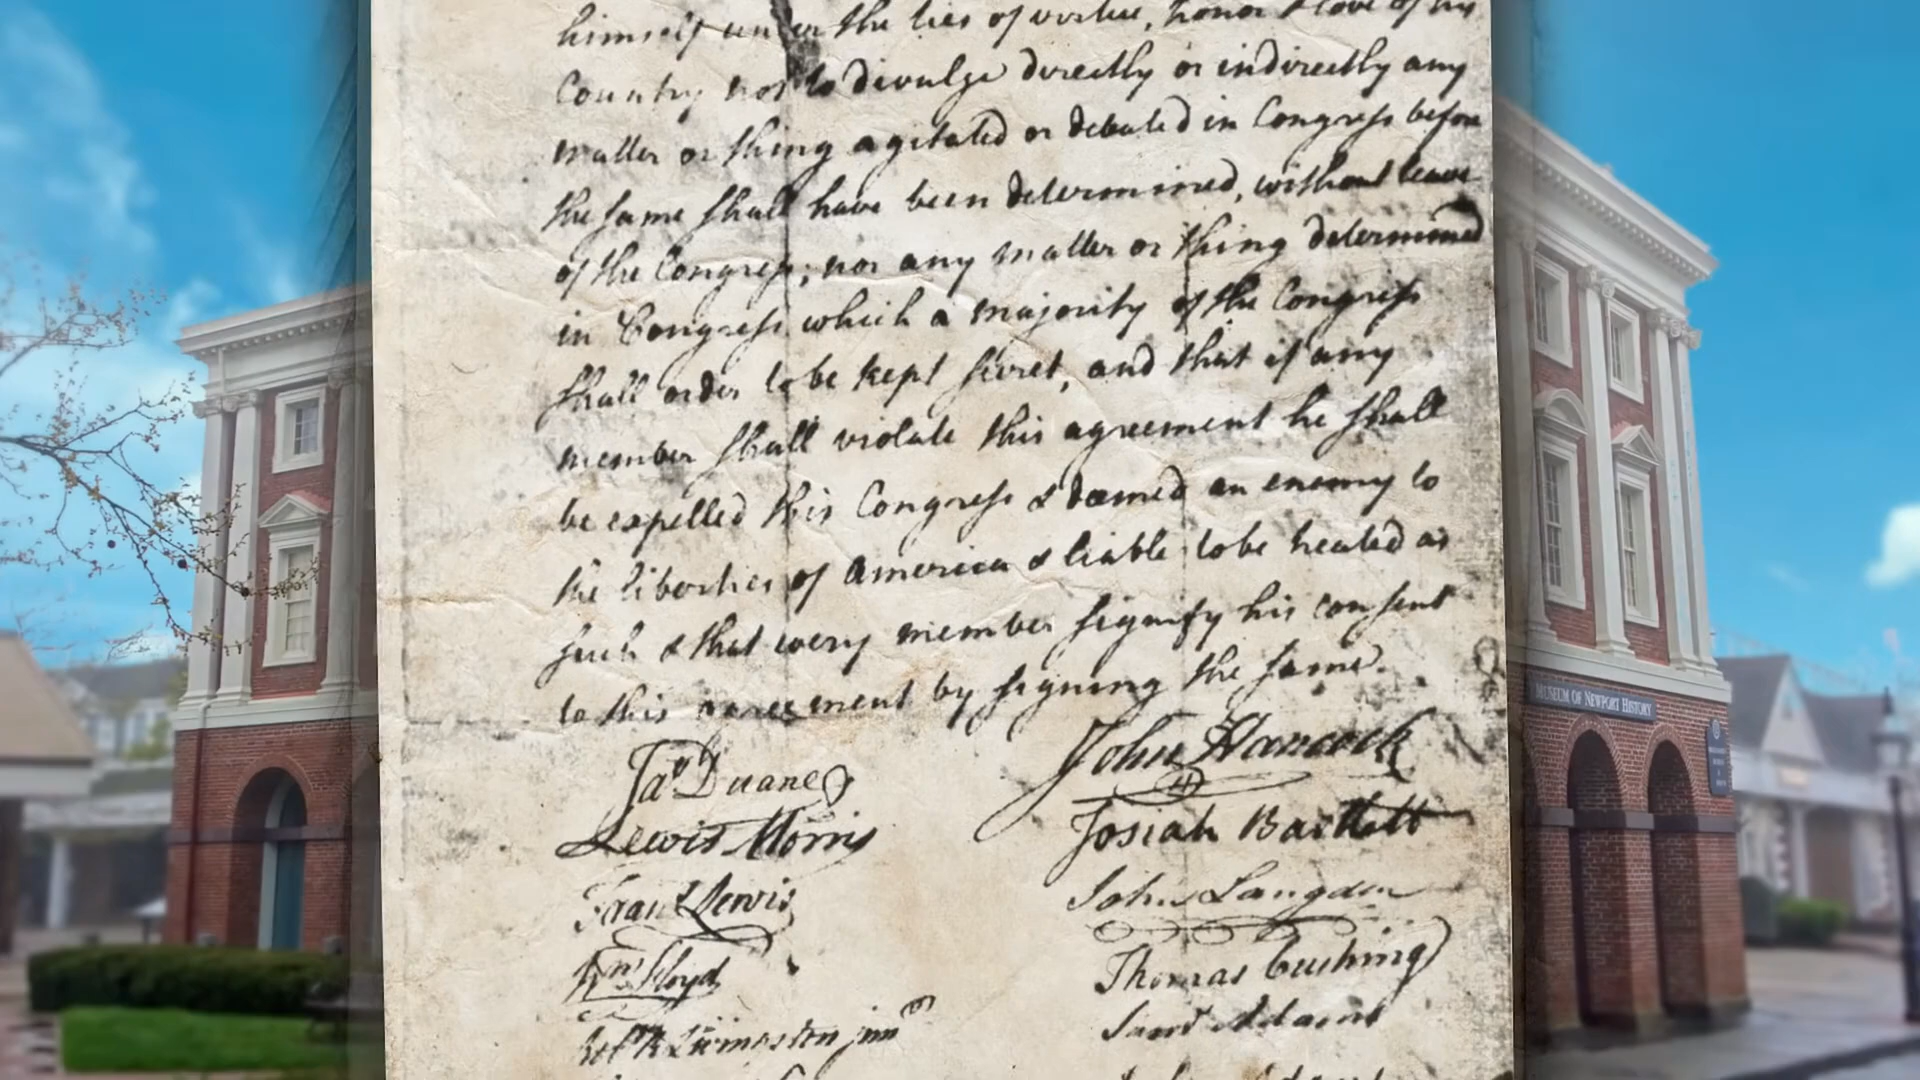 himself under the ties of virtue, honor & love of his
Country not to divulge directly or indirectly any
matter or thing agitated or debated in Congress before
the same shall have been determined, without leave
of the Congress; nor any matter or thing determined
in Congress which a majority of the Congress
shall order to be kept secret, and that if any
member shall violate this agreement he shall
be expelled this Congress & deemed an enemy to
the liberties of America & liable to be treated as
such & that every member signify his consent
to this agreement by signing the same.
Jas Duane
Lewis Morris
Frans Lewis
Wm Floyd
Livingston junr
John Hancock
Josiah Bartlett
John Langdon
Thomas Cushing
Saml Adams
MUSEUM OF NEWPORT HISTORY